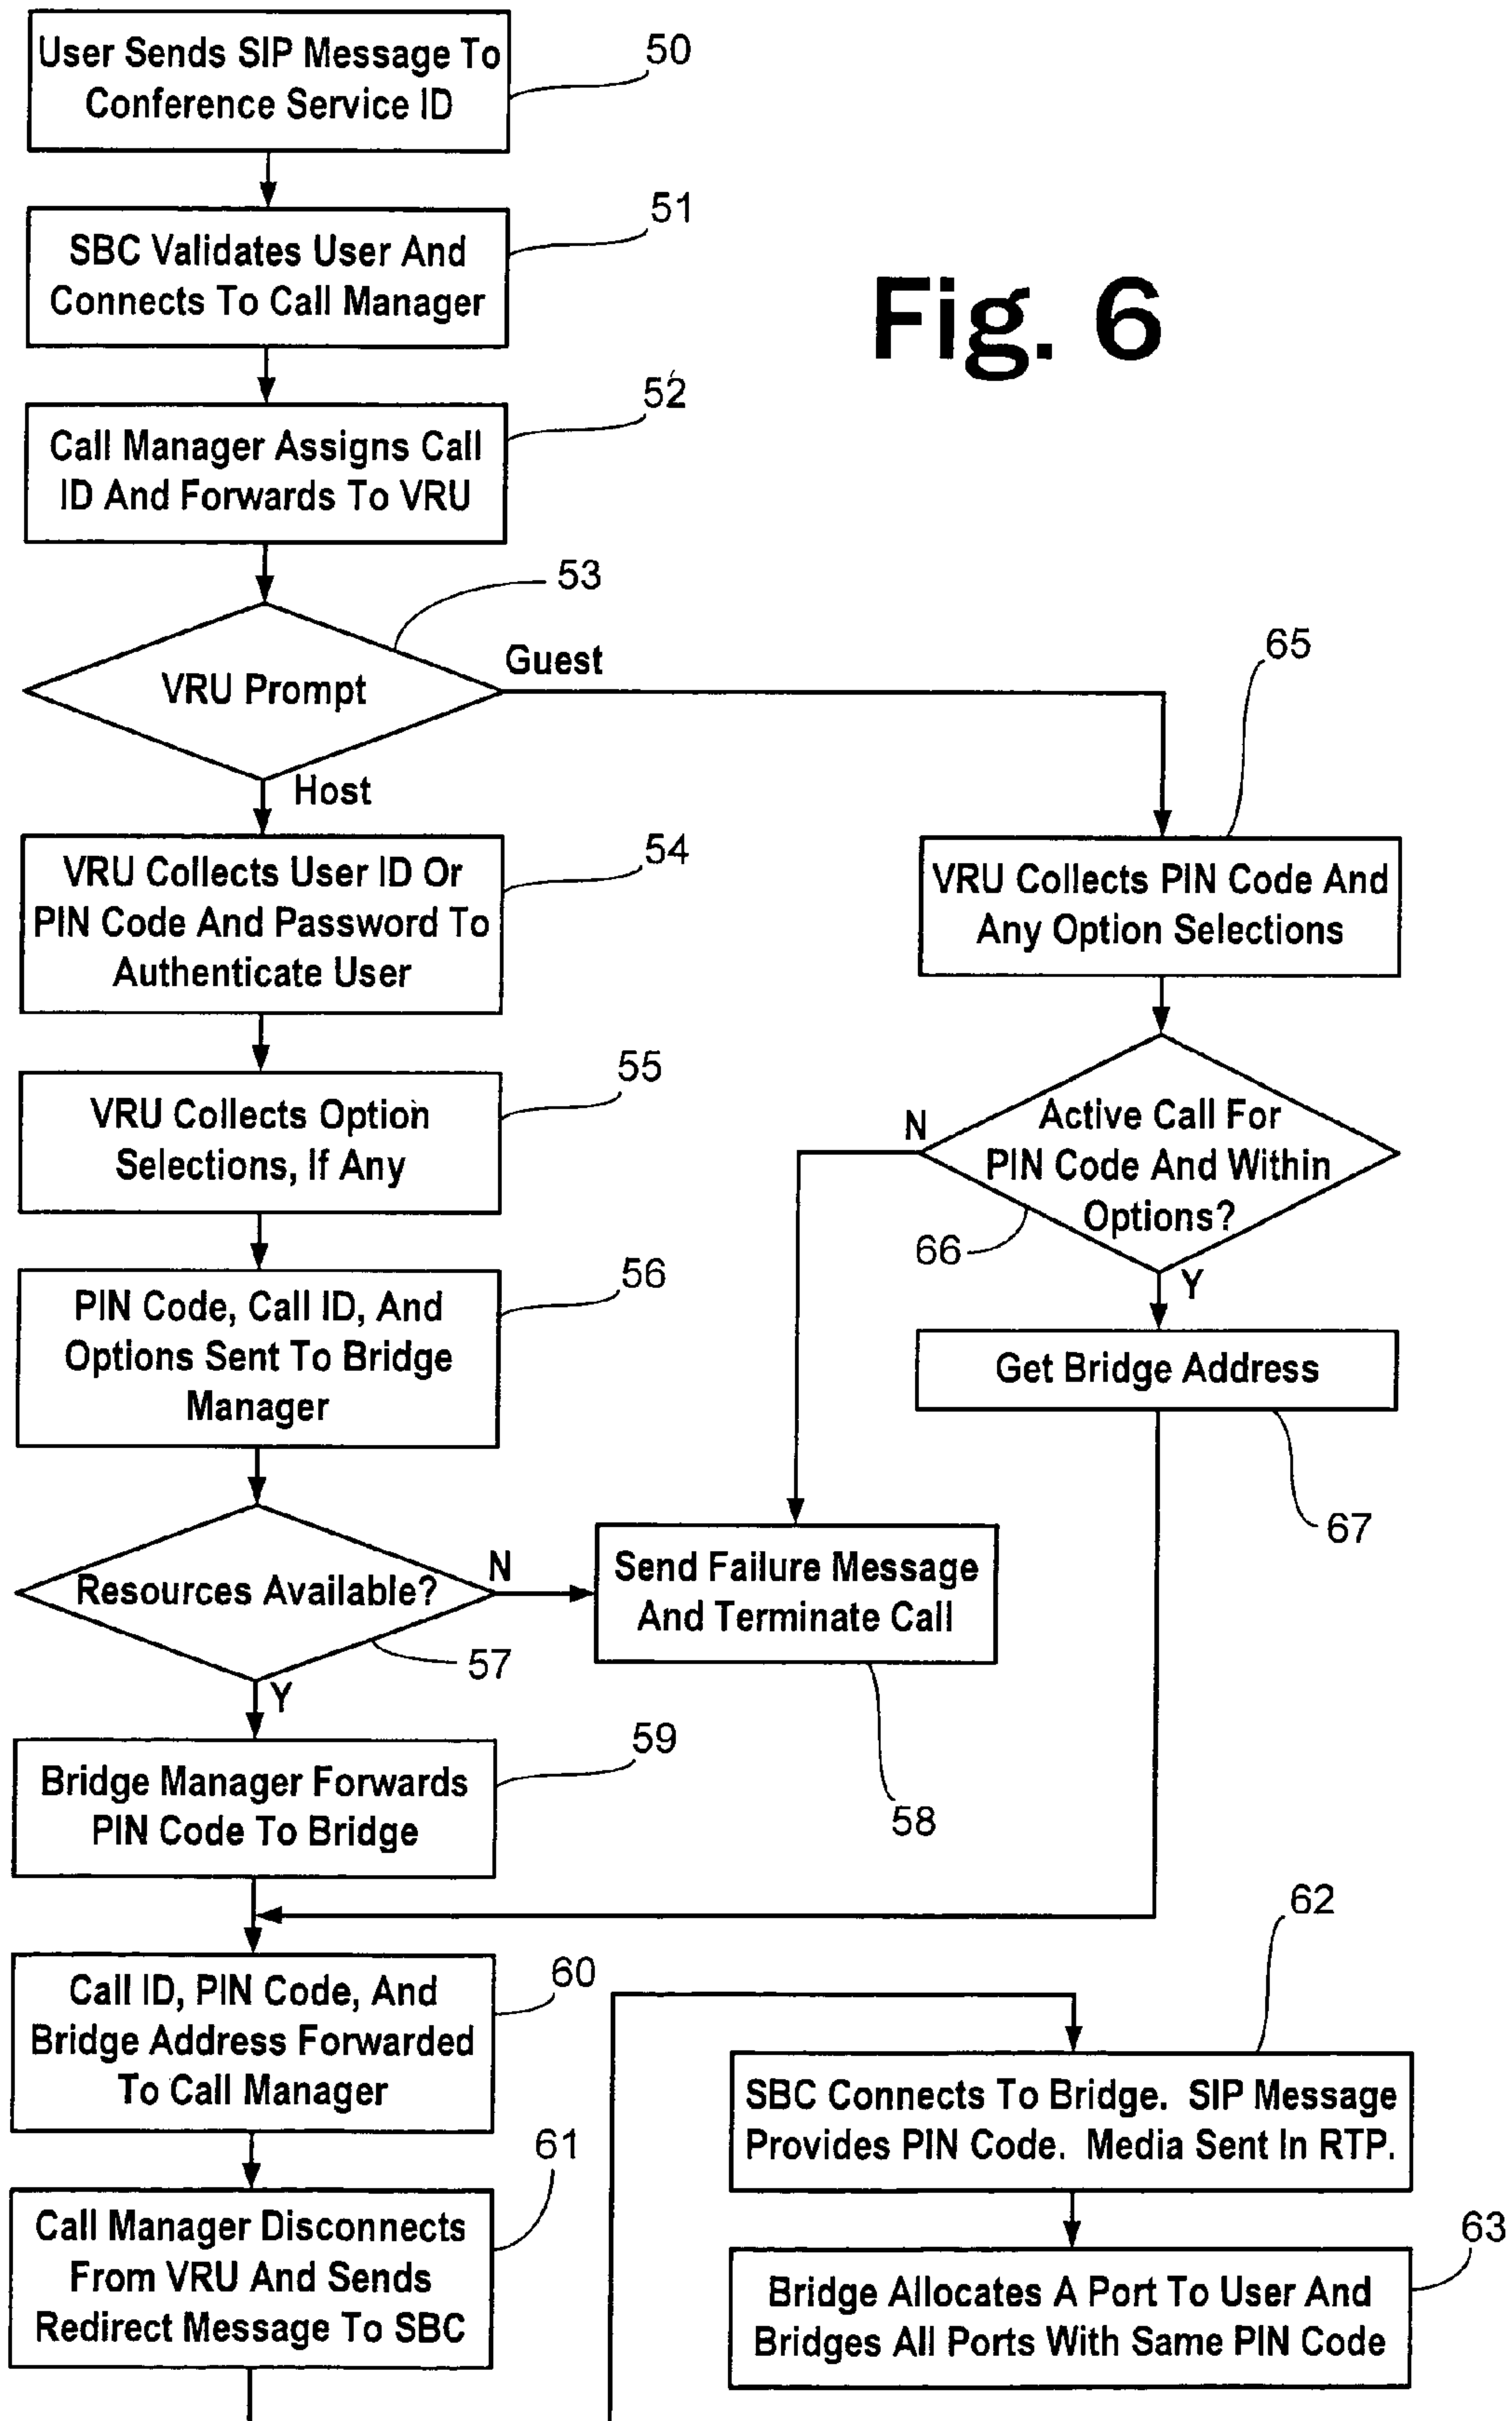 User Sends SIP Message To
Conference Service ID
50
SBC Validates User And
Connects To Call Manager
51
Fig. 6
Call Manager Assigns Call
ID And Forwards To VRU
52
VRU Prompt
53
Guest
Host
VRU Collects User ID Or
PIN Code And Password To
Authenticate User
54
65
VRU Collects PIN Code And
Any Option Selections
VRU Collects Option
Selections, If Any
55
N
Active Call For
PIN Code And Within
Options?
66
Y
PIN Code, Call ID, And
Options Sent To Bridge
Manager
56
Get Bridge Address
67
Resources Available?
N
57
Y
Send Failure Message
And Terminate Call
58
Bridge Manager Forwards
PIN Code To Bridge
59
Call ID, PIN Code, And
Bridge Address Forwarded
To Call Manager
60
Call Manager Disconnects
From VRU And Sends
Redirect Message To SBC
61
62
SBC Connects To Bridge. SIP Message
Provides PIN Code. Media Sent In RTP.
63
Bridge Allocates A Port To User And
Bridges All Ports With Same PIN Code